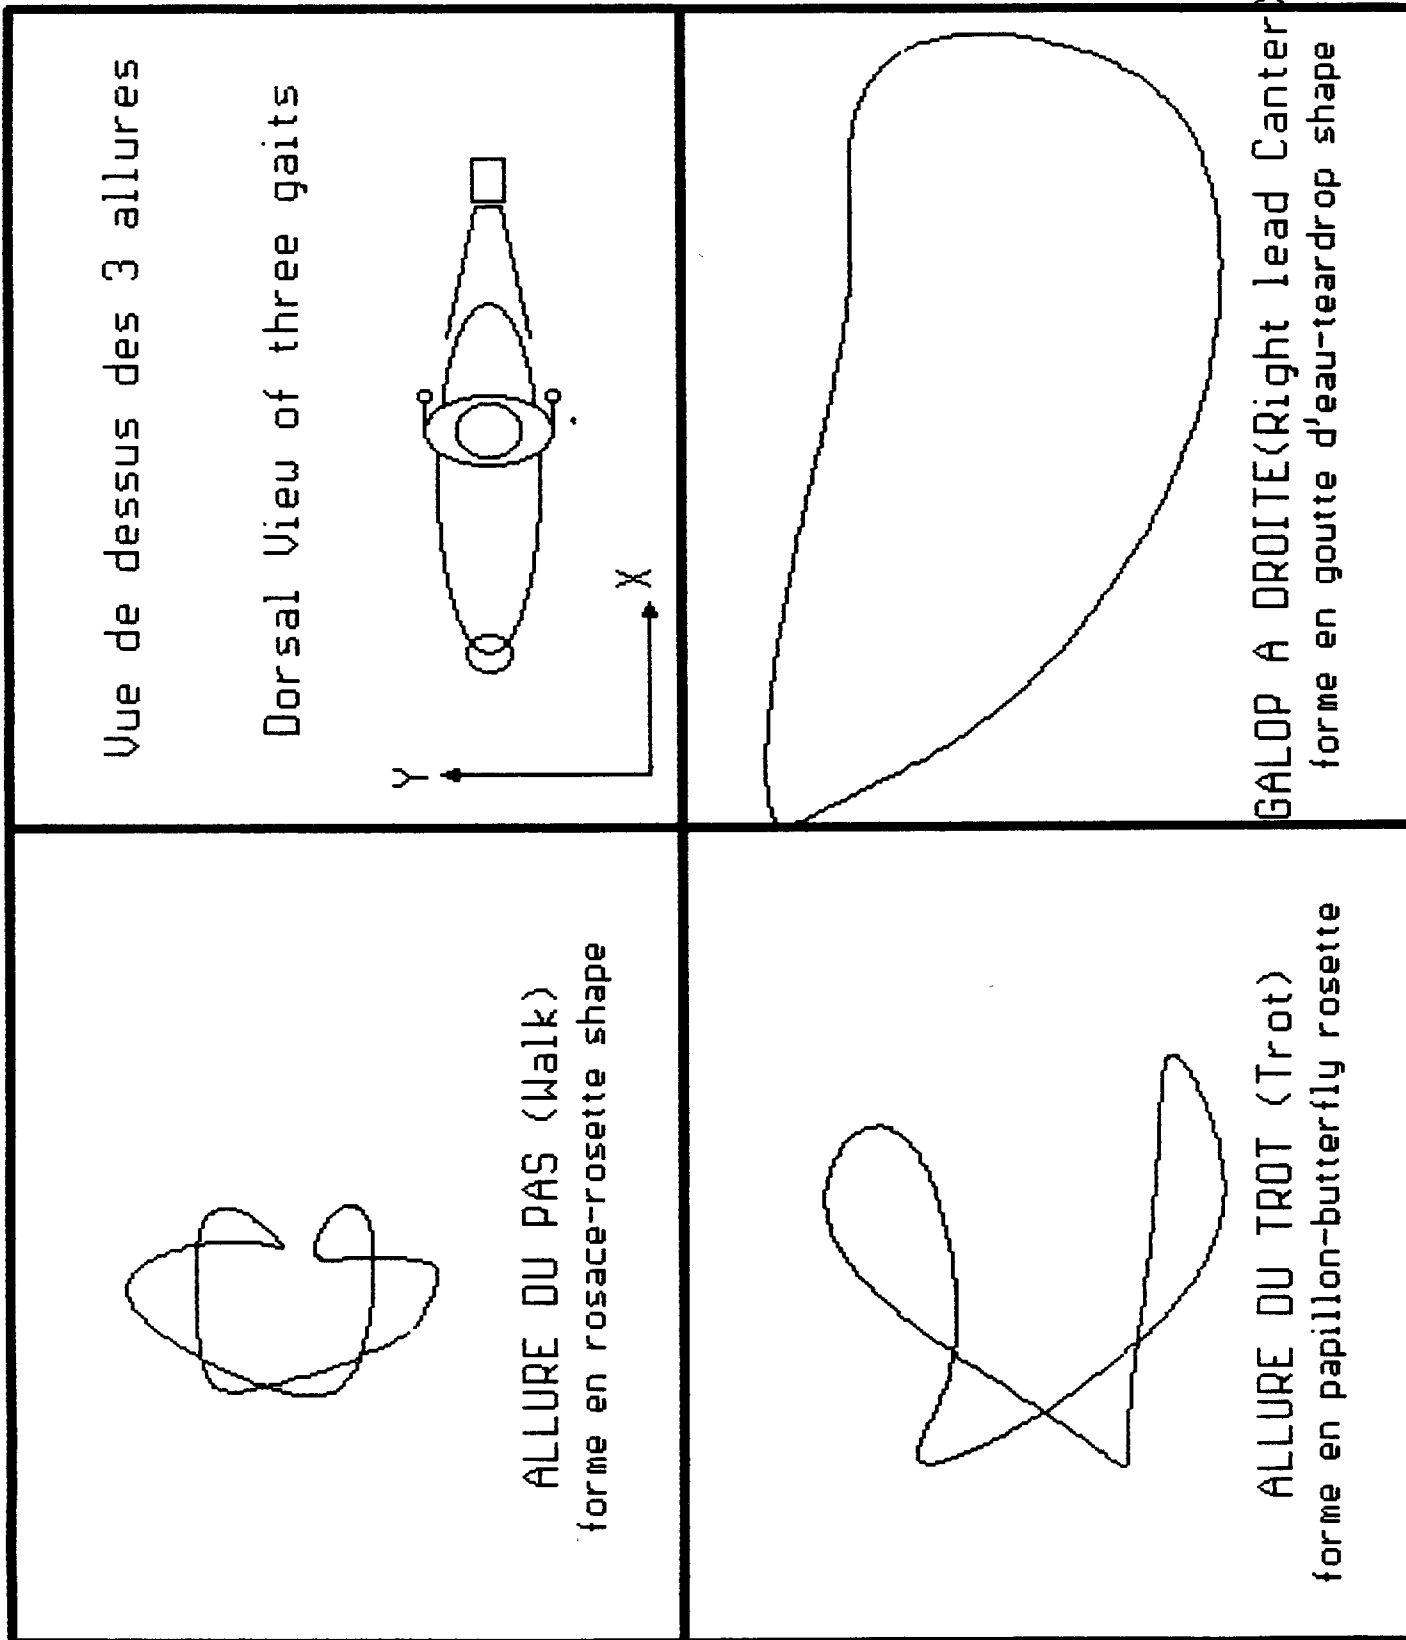 ALLURE DU PAS (Walk)
forme en rosace-rosette shape
Vue de dessus des 3 allures
Dorsal View of three gaits
Y
X
ALLURE DU TROT (Trot)
forme en papillon-butterfly rosette
GALOP A DROITE(Right lead Canter)
forme en goutte d'eau-teardrop shape